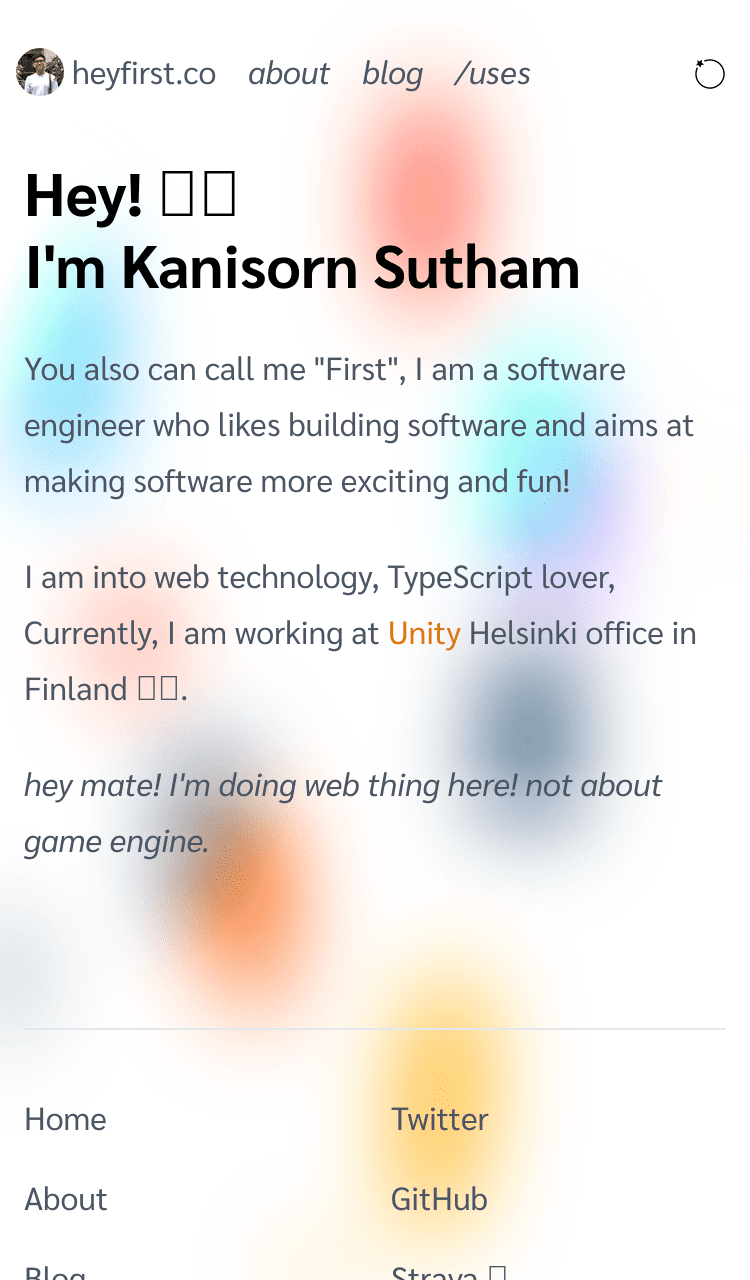 heyfirst.co about blog /uses
Hey! 
I'm Kanisorn Sutham
You also can call me "First", I am a software
engineer who likes building software and aims at
making software more exciting and fun!
I am into web technology, TypeScript lover,
Currently, I am working at Unity Helsinki office in
Finland .
hey mate! I'm doing web thing here! not about
game engine.
Home
Twitter
About
GitHub
Blog
Strava